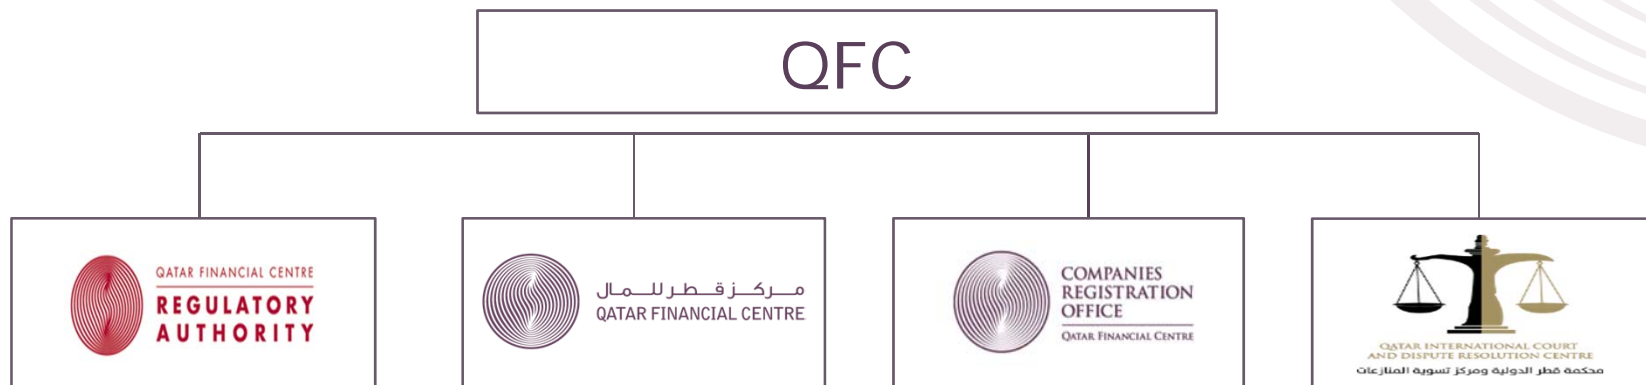 QFC
QATAR FINANCIAL CENTRE
REGULATORY
AUTHORITY
مركز قطر للمال
QATAR FINANCIAL CENTRE
COMPANIES
REGISTRATION
OFFICE
QATAR FINANCIAL CENTRE
QATAR INTERNATIONAL COURT
AND DISPUTE RESOLUTION CENTRE
محكمة قطر الدولية ومركز تسوية المنازعات